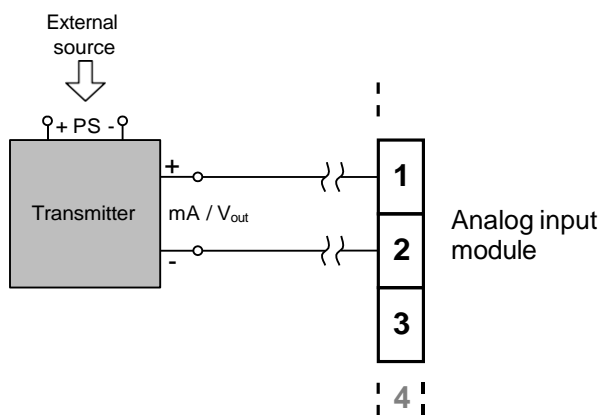 External
source
+ PS -
+
Transmitter
mA / Vout
-
1
2
3
4
Analog input
module